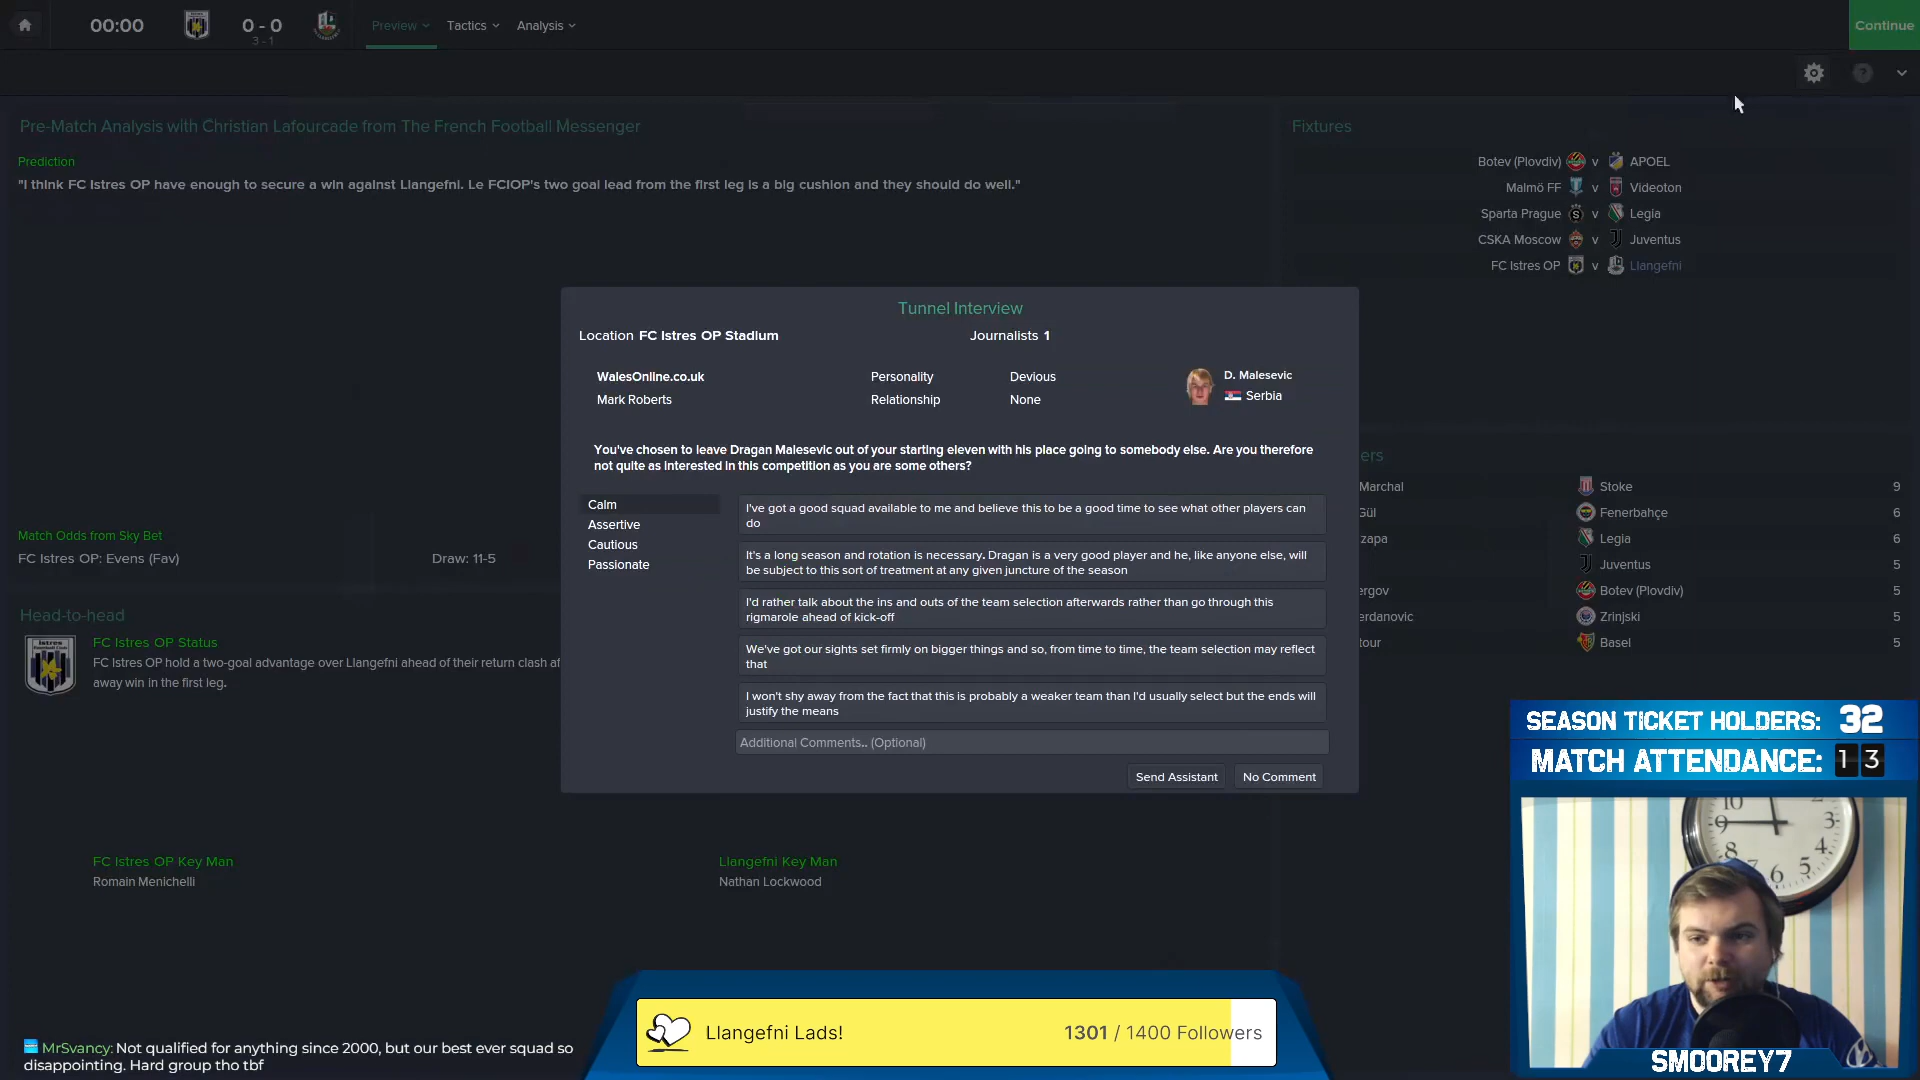 00:00
0 - 0
3 - 1
Preview
Tactics
Analysis
Continue
Pre-Match Analysis with Christian Lafourcade from The French Football Messenger
Prediction
"I think FC Istres OP have enough to secure a win against Llangefni. Le FCIOP's two goal lead from the first leg is a big cushion and they should do well."
Fixtures
Botev (Plovdiv) v APOEL
Malmö FF v Videoton
Sparta Prague v Legia
CSKA Moscow v Juventus
FC Istres OP v Llangefni
Tunnel Interview
Location FC Istres OP Stadium
Journalists 1
WalesOnline.co.uk
Personality
Devious
D. Malesevic
Mark Roberts
Relationship
None
Serbia
You've chosen to leave Dragan Malesevic out of your starting eleven with his place going to somebody else. Are you therefore
not quite as interested in this competition as you are some others?
Calm
Assertive
Cautious
Passionate
I've got a good squad available to me and believe this to be a good time to see what other players can
do
It's a long season and rotation is necessary. Dragan is a very good player and he, like anyone else, will
be subject to this sort of treatment at any given juncture of the season
I'd rather talk about the ins and outs of the team selection afterwards rather than go through this
rigmarole ahead of kick-off
We've got our sights set firmly on bigger things and so, from time to time, the team selection may reflect
that
I won't shy away from the fact that this is probably a weaker team than I'd usually select but the ends will
justify the means
Additional Comments.. (Optional)
Send Assistant
No Comment
ers
Marchal Stoke 9
Gül Fenerbahçe 6
zapa Legia 6
Juventus 5
ergov Botev (Plovdiv) 5
erdanovic Zrinjski 5
tour Basel 5
Match Odds from Sky Bet
FC Istres OP: Evens (Fav)
Draw: 11-5
Head-to-head
FC Istres OP Status
FC Istres OP hold a two-goal advantage over Llangefni ahead of their return clash af
away win in the first leg.
FC Istres OP Key Man
Romain Menichelli
Llangefni Key Man
Nathan Lockwood
SEASON TICKET HOLDERS: 32
MATCH ATTENDANCE: 13
9
3
8
4
7
6
5
SMOOREY7
Llangefni Lads!
1301 / 1400 Followers
MrSvancy: Not qualified for anything since 2000, but our best ever squad so
disappointing. Hard group tho tbf